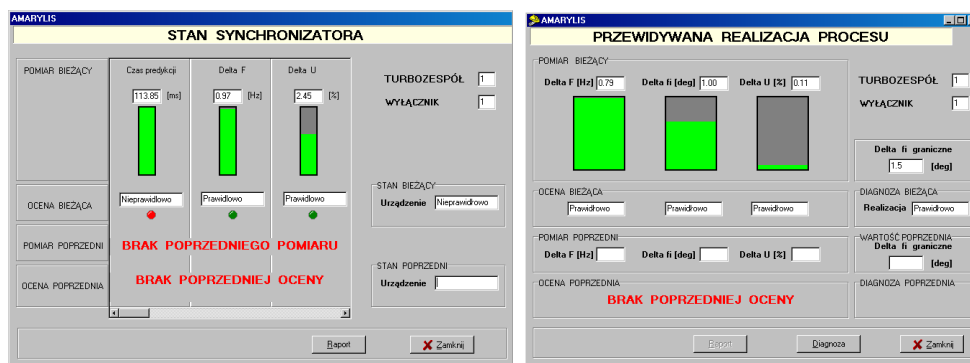 AMARYLIS
STAN SYNCHRONIZATORA
POMIAR BIEŻĄCY
Czas predykcji Delta F Delta U
113.85 [ms] 0.97 [Hz] 2.45 [%]
TURBOZESPÓŁ 1
WYŁĄCZNIK 1
OCENA BIEŻĄCA
Nieprawidłowo Prawidłowo Prawidłowo
STAN BIEŻĄCY
Urządzenie Nieprawidłowo
POMIAR POPRZEDNI
BRAK POPRZEDNIEGO POMIARU
OCENA POPRZEDNIA
BRAK POPRZEDNIEJ OCENY
STAN POPRZEDNI
Urządzenie
Raport Zamknij
AMARYLIS
PRZEWIDYWANA REALIZACJA PROCESU
POMIAR BIEŻĄCY
Delta F [Hz] 0.79 Delta fi [deg] 1.00 Delta U [%] 0.11
TURBOZESPÓŁ 1
WYŁĄCZNIK 1
Delta fi graniczne
1.5 [deg]
OCENA BIEŻĄCA
Prawidłowo Prawidłowo Prawidłowo
DIAGNOZA BIEŻĄCA
Realizacja Prawidłowo
POMIAR POPRZEDNI
Delta F [Hz] Delta fi [deg] Delta U [%]
WARTOŚĆ POPRZEDNIA
Delta fi graniczne
[deg]
OCENA POPRZEDNIA
BRAK POPRZEDNIEJ OCENY
DIAGNOZA POPRZEDNIA
Raport Diagnoza Zamknij